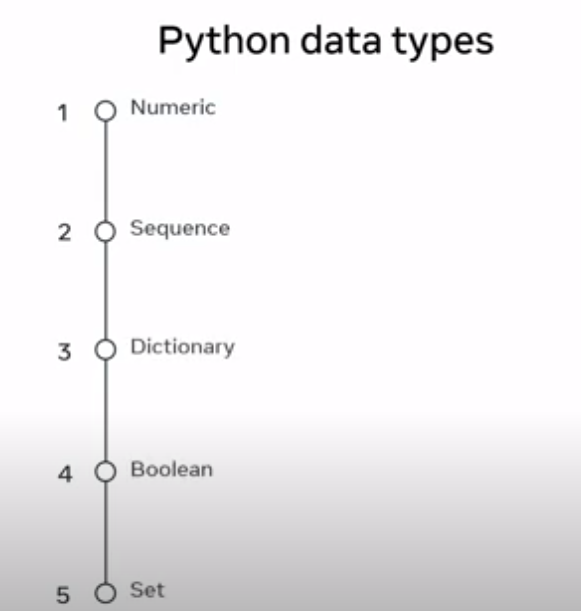 Python data types
1 Numeric
2 Sequence
3 Dictionary
4 Boolean
5 Set